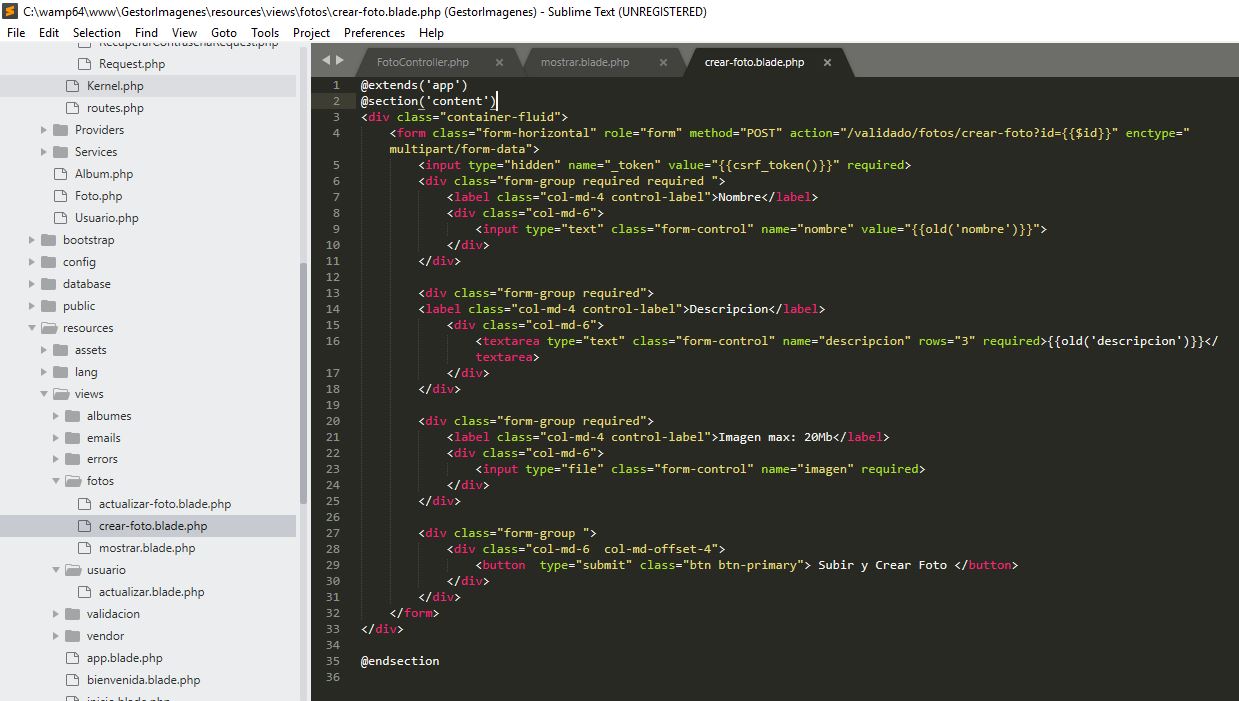 C:\wamp64\www\GestorImagenes\resources\views\fotos\crear-foto.blade.php (GestorImagenes) - Sublime Text (UNREGISTERED)
File Edit Selection Find View Goto Tools Project Preferences Help
RecuperarContrasenaRequest.php
Request.php
Kernel.php
routes.php
Providers
Services
Album.php
Foto.php
Usuario.php
bootstrap
config
database
public
resources
assets
lang
views
albumes
emails
errors
fotos
actualizar-foto.blade.php
crear-foto.blade.php
mostrar.blade.php
usuario
actualizar.blade.php
validacion
vendor
app.blade.php
bienvenida.blade.php
inicio.blade.php
FotoController.php × mostrar.blade.php × crear-foto.blade.php ×
1 @extends('app')
2 @section('content')
3 <div class="container-fluid">
4 <form class="form-horizontal" role="form" method="POST" action="/validado/fotos/crear-foto?id={{$id}}" enctype="
multipart/form-data">
5 <input type="hidden" name="_token" value="{{csrf_token()}}" required>
6 <div class="form-group required required ">
7 <label class="col-md-4 control-label">Nombre</label>
8 <div class="col-md-6">
9 <input type="text" class="form-control" name="nombre" value="{{old('nombre')}}">
10 </div>
11 </div>
12
13 <div class="form-group required">
14 <label class="col-md-4 control-label">Descripcion</label>
15 <div class="col-md-6">
16 <textarea type="text" class="form-control" name="descripcion" rows="3" required>{{old('descripcion')}}</
textarea>
17 </div>
18 </div>
19
20 <div class="form-group required">
21 <label class="col-md-4 control-label">Imagen max: 20Mb</label>
22 <div class="col-md-6">
23 <input type="file" class="form-control" name="imagen" required>
24 </div>
25 </div>
26
27 <div class="form-group ">
28 <div class="col-md-6  col-md-offset-4">
29 <button  type="submit" class="btn btn-primary"> Subir y Crear Foto </button>
30 </div>
31 </div>
32 </form>
33 </div>
34
35 @endsection
36